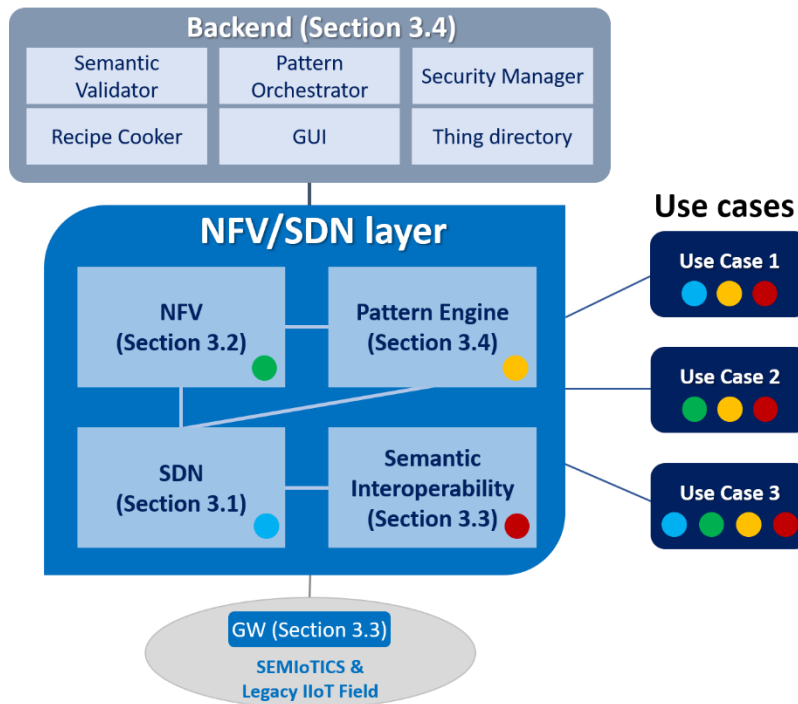 Backend (Section 3.4)
Semantic
Validator
Pattern
Orchestrator
Security Manager
Recipe Cooker
GUI
Thing directory
NFV/SDN layer
NFV
(Section 3.2)
Pattern Engine
(Section 3.4)
SDN
(Section 3.1)
Semantic
Interoperability
(Section 3.3)
Use cases
Use Case 1
Use Case 2
Use Case 3
GW (Section 3.3)
SEMIoTICS &
Legacy IIoT Field